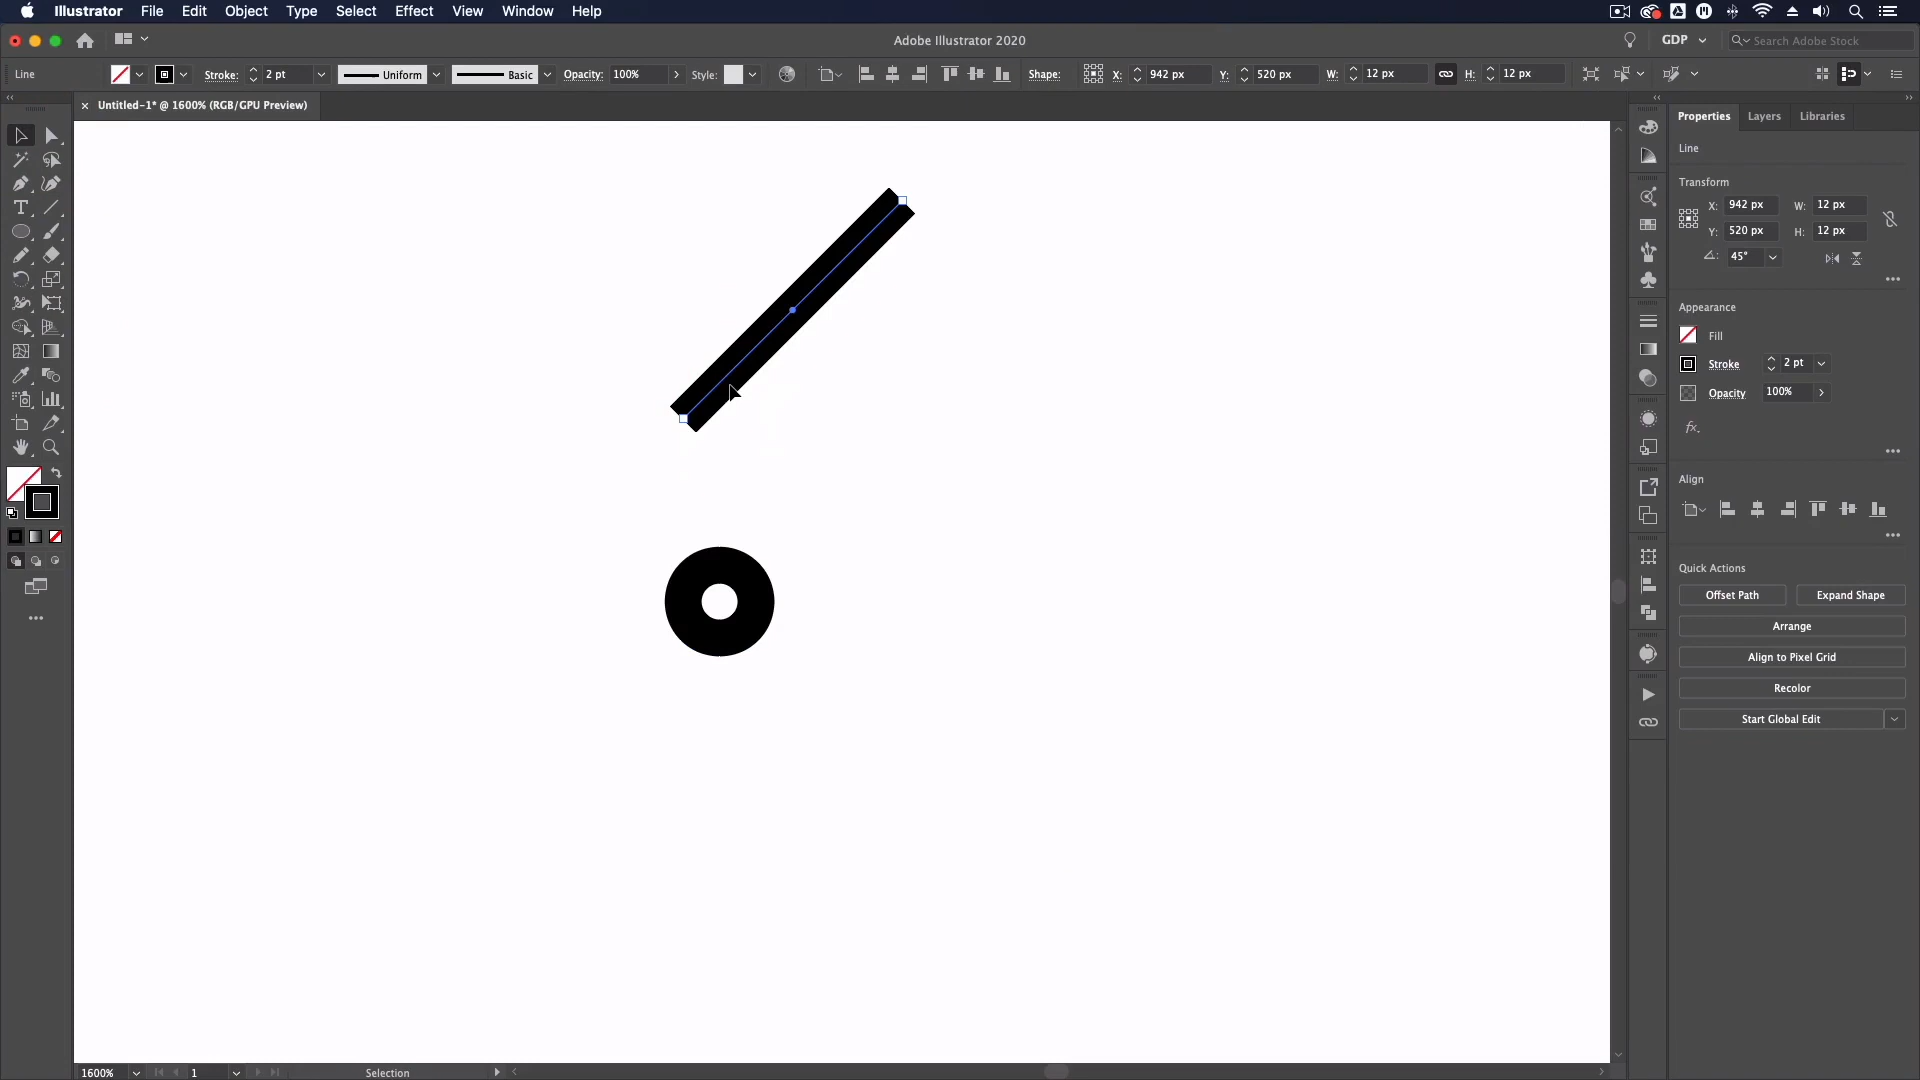 Illustrator File Edit Object Type Select Effect View Window Help
Adobe Illustrator 2020
GDP
Search Adobe Stock
Line Stroke: 2 pt Uniform Basic Opacity: 100% Style: Shape: X: 942 px Y: 520 px W: 12 px H: 12 px
Untitled-1* @ 1600% (RGB/GPU Preview)
Properties Layers Libraries
Line
Transform
X: 942 px W: 12 px
Y: 520 px H: 12 px
45°
Appearance
Fill
Stroke 2 pt
Opacity 100%
fx.
Align
Quick Actions
Offset Path Expand Shape
Arrange
Align to Pixel Grid
Recolor
Start Global Edit
1600% 1 Selection